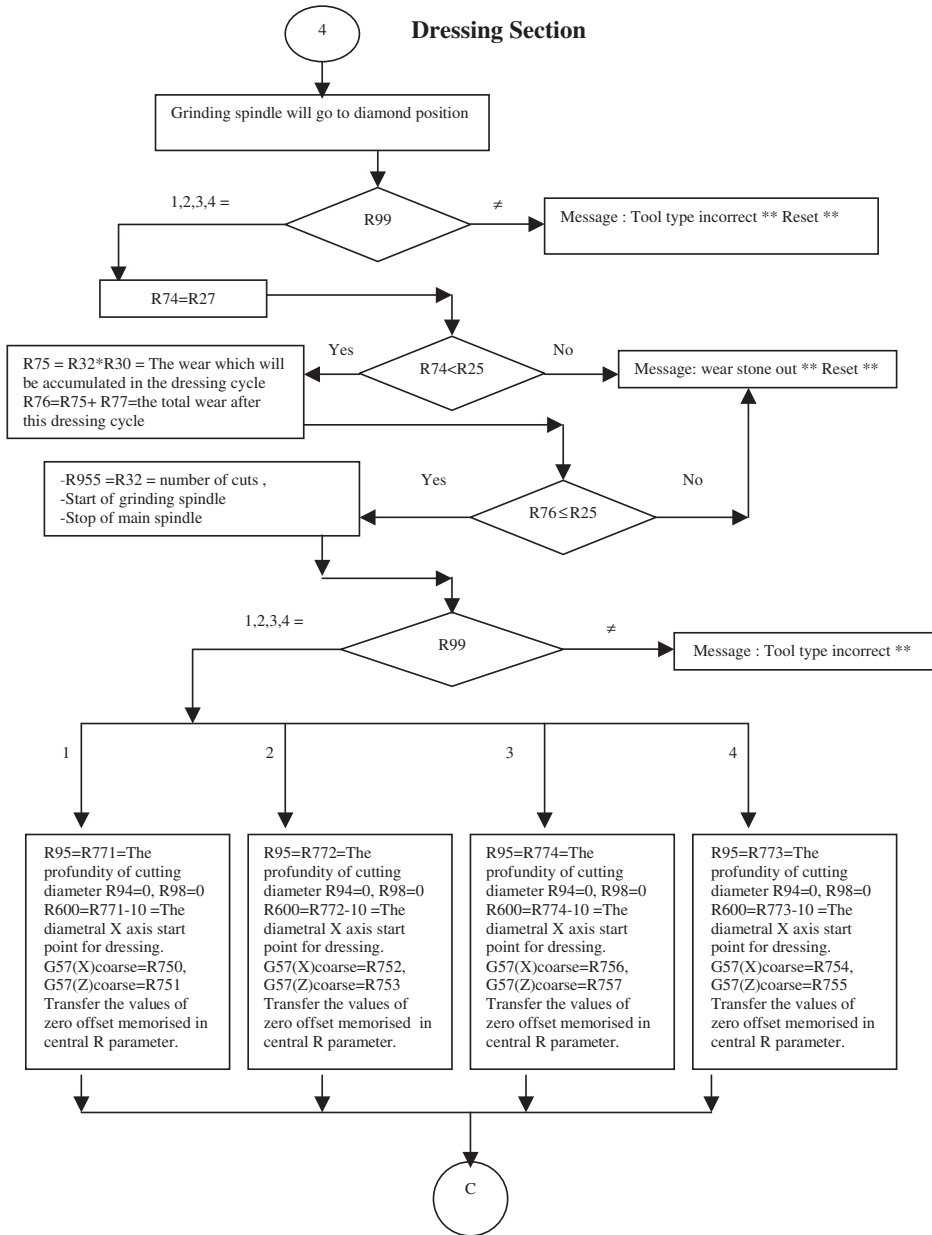 4
Dressing Section
Grinding spindle will go to diamond position
1,2,3,4 =
R99
≠
Message : Tool type incorrect ** Reset **
R74=R27
R75 = R32*R30 = The wear which will
be accumulated in the dressing cycle
R76=R75+ R77=the total wear after
this dressing cycle
Yes
R74<R25
No
Message: wear stone out ** Reset **
-R955 =R32 = number of cuts ,
-Start of grinding spindle
-Stop of main spindle
Yes
R76≤R25
No
1,2,3,4 =
R99
≠
Message : Tool type incorrect **
1
2
3
4
R95=R771=The
profundity of cutting
diameter R94=0, R98=0
R600=R771-10 =The
diametral X axis start
point for dressing.
G57(X)coarse=R750,
G57(Z)coarse=R751
Transfer the values of
zero offset memorised in
central R parameter.
R95=R772=The
profundity of cutting
diameter R94=0, R98=0
R600=R772-10 =The
diametral X axis start
point for dressing.
G57(X)coarse=R752,
G57(Z)coarse=R753
Transfer the values of
zero offset memorised in
central R parameter.
R95=R774=The
profundity of cutting
diameter R94=0, R98=0
R600=R774-10 =The
diametral X axis start
point for dressing.
G57(X)coarse=R756,
G57(Z)coarse=R757
Transfer the values of
zero offset memorised in
central R parameter.
R95=R773=The
profundity of cutting
diameter R94=0, R98=0
R600=R773-10 =The
diametral X axis start
point for dressing.
G57(X)coarse=R754,
G57(Z)coarse=R755
Transfer the values of
zero offset memorised in
central R parameter.
C